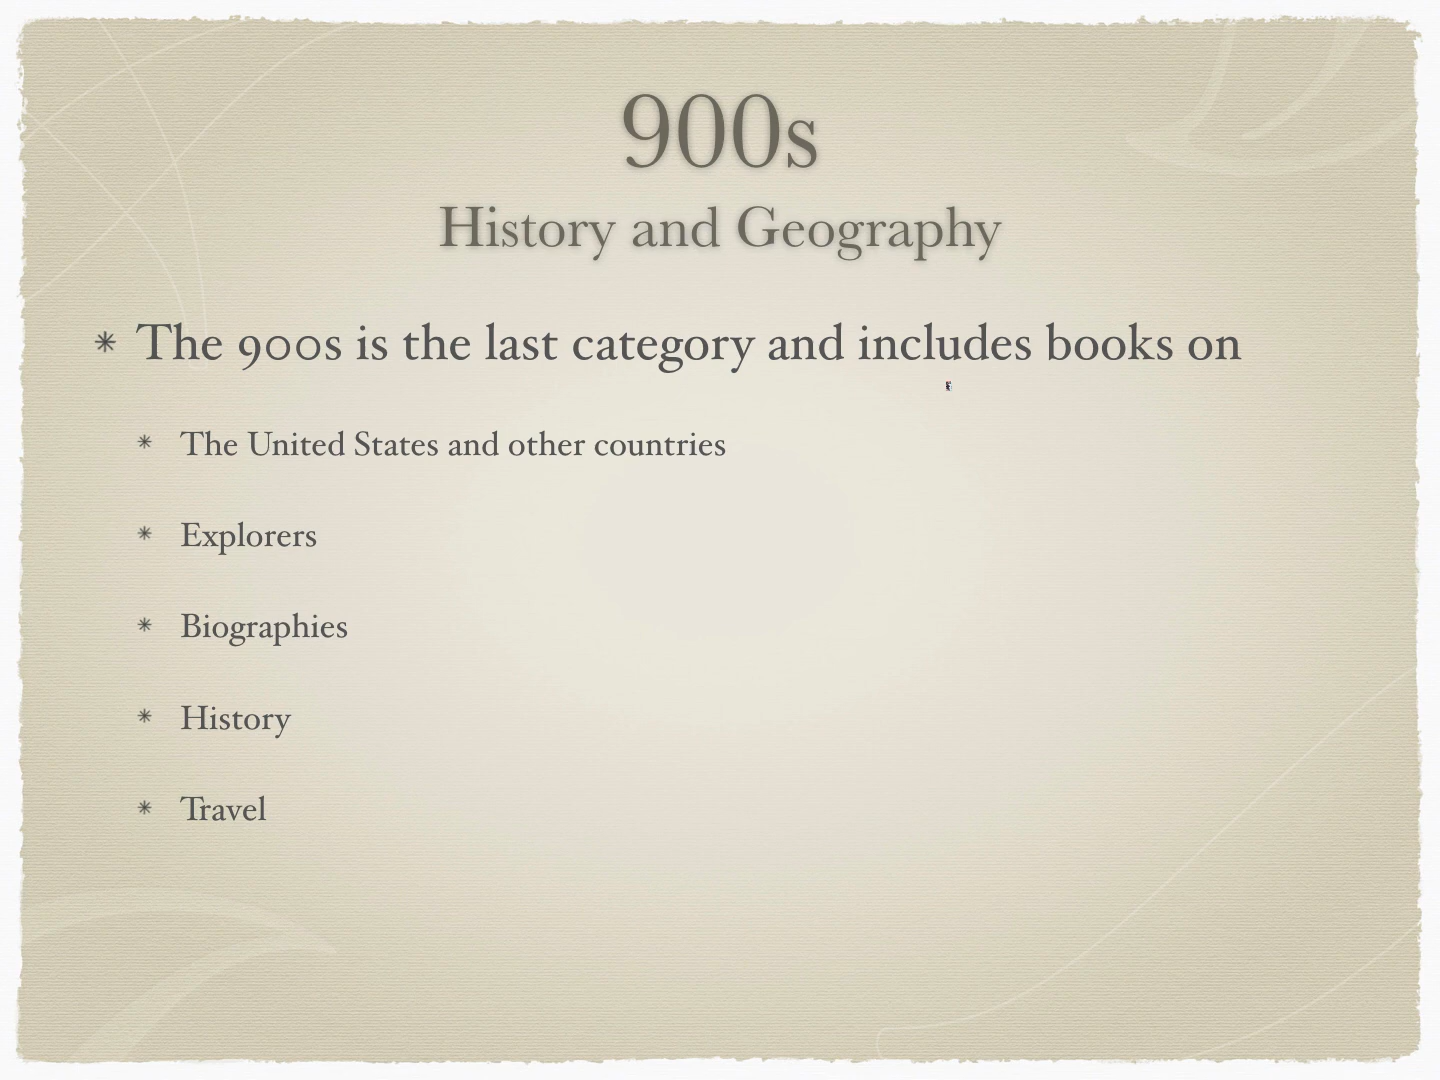 900s
History and Geography
The 900s is the last category and includes books on
The United States and other countries
Explorers
Biographies
History
Travel